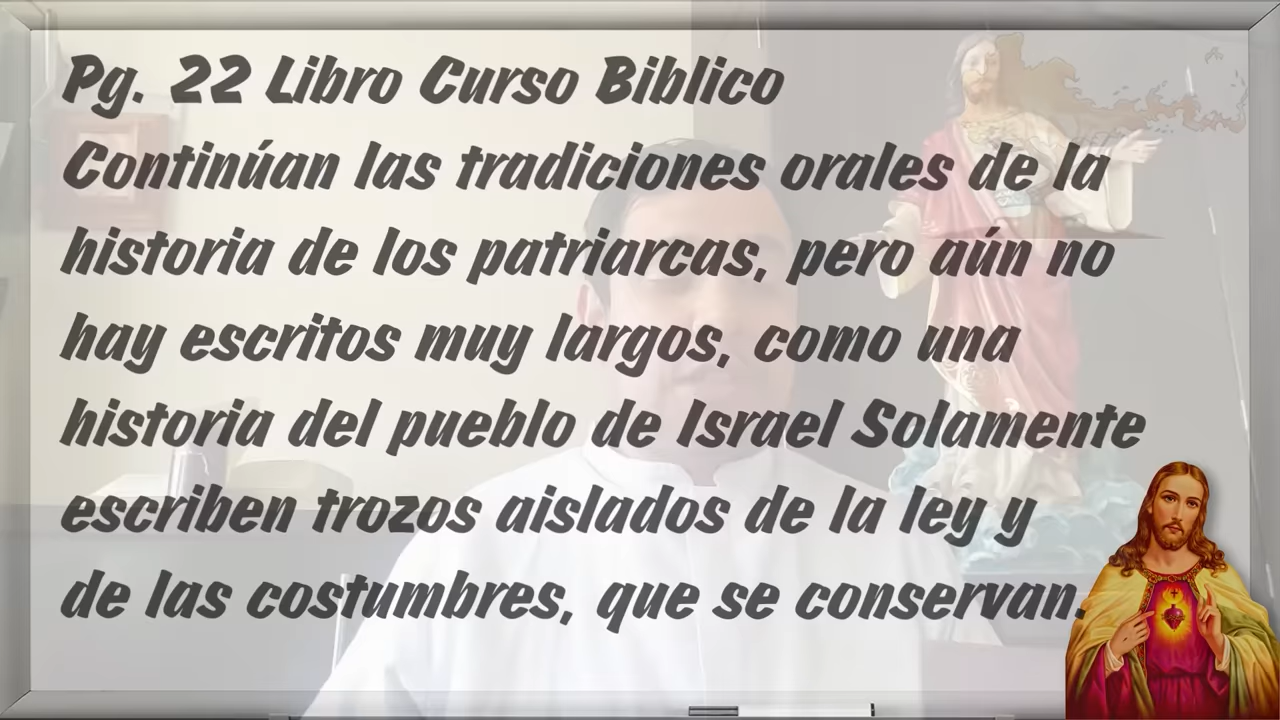 Pg. 22 Libro Curso Biblico
Continúan las tradiciones orales de la
historia de los patriarcas, pero aún no
hay escritos muy largos, como una
historia del pueblo de Israel Solamente
escriben trozos aislados de la ley y
de las costumbres, que se conservan.